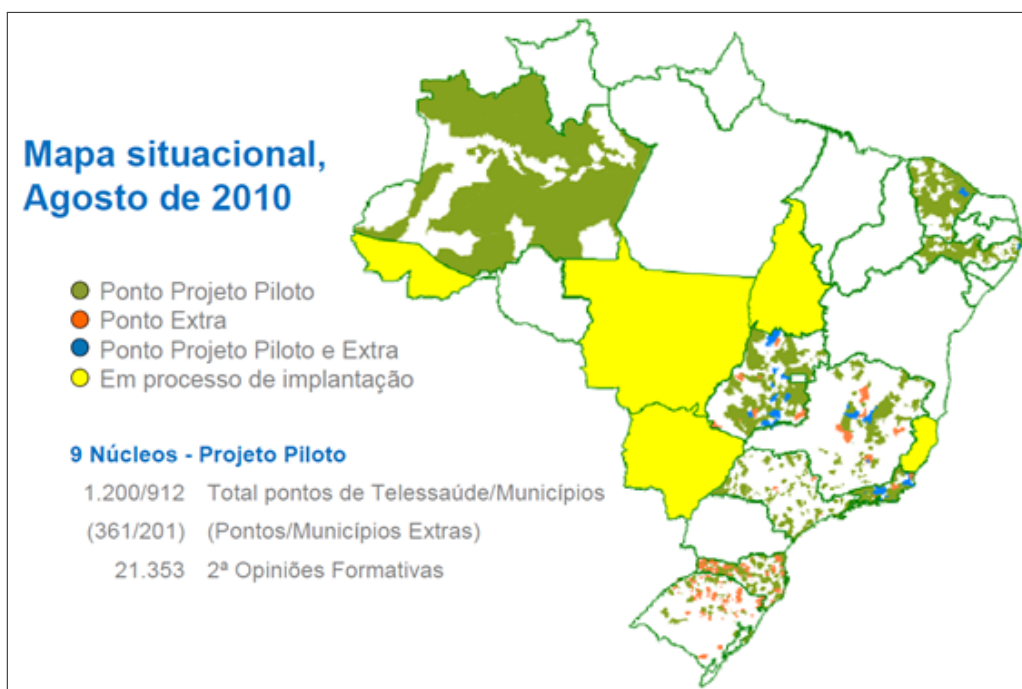 Mapa situacional,
Agosto de 2010
Ponto Projeto Piloto
Ponto Extra
Ponto Projeto Piloto e Extra
Em processo de implantação
9 Núcleos - Projeto Piloto
1.200/912 Total pontos de Telessaúde/Municípios
(361/201) (Pontos/Municípios Extras)
21.353 2ª Opiniões Formativas